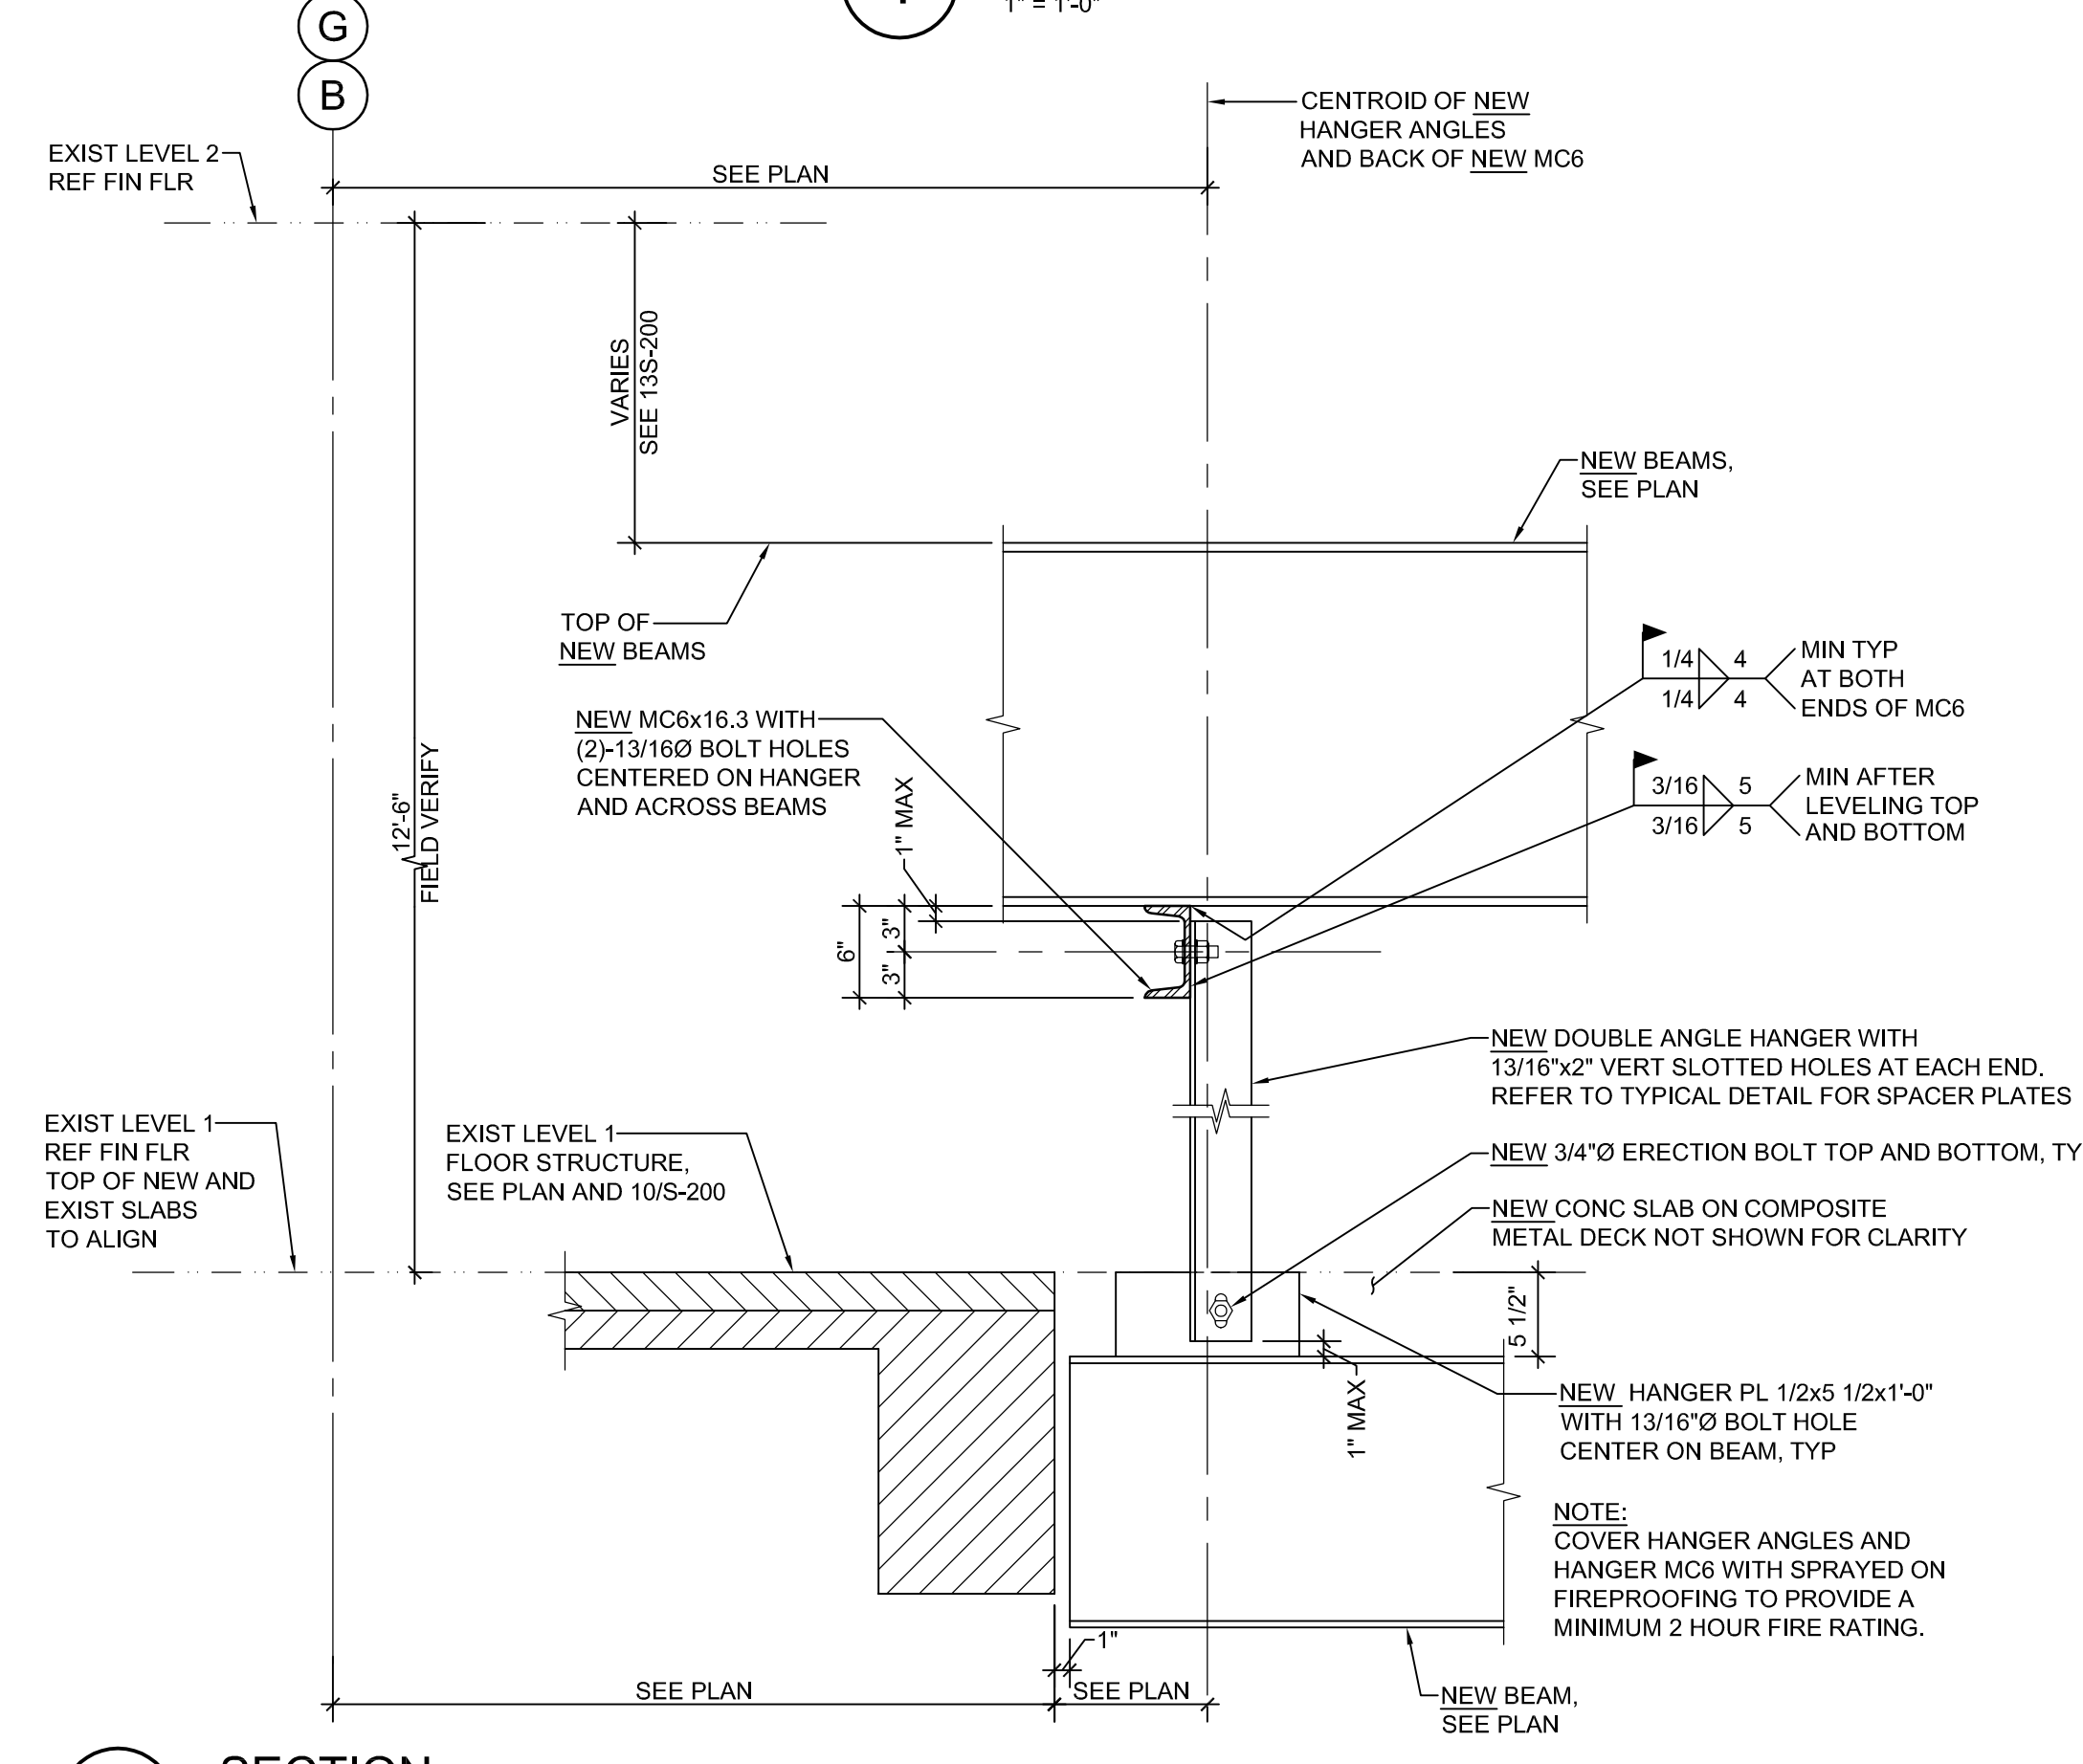 G
B
1" = 1'-0"
CENTROID OF NEW
HANGER ANGLES
AND BACK OF NEW MC6
EXIST LEVEL 2
REF FIN FLR
SEE PLAN
VARIES
SEE 13S-200
NEW BEAMS,
SEE PLAN
TOP OF
NEW BEAMS
1/4 4
1/4 4
MIN TYP
AT BOTH
ENDS OF MC6
NEW MC6x16.3 WITH
(2)-13/16Ø BOLT HOLES
CENTERED ON HANGER
AND ACROSS BEAMS
12'-6"
FIELD VERIFY
1" MAX
3/16 5
3/16 5
MIN AFTER
LEVELING TOP
AND BOTTOM
6"
3"
3"
NEW DOUBLE ANGLE HANGER WITH
13/16"x2" VERT SLOTTED HOLES AT EACH END.
REFER TO TYPICAL DETAIL FOR SPACER PLATES
EXIST LEVEL 1
REF FIN FLR
TOP OF NEW AND
EXIST SLABS
TO ALIGN
EXIST LEVEL 1
FLOOR STRUCTURE,
SEE PLAN AND 10/S-200
NEW 3/4"Ø ERECTION BOLT TOP AND BOTTOM, TY
NEW CONC SLAB ON COMPOSITE
METAL DECK NOT SHOWN FOR CLARITY
5 1/2"
1" MAX
NEW HANGER PL 1/2x5 1/2x1'-0"
WITH 13/16"Ø BOLT HOLE
CENTER ON BEAM, TYP
NOTE:
COVER HANGER ANGLES AND
HANGER MC6 WITH SPRAYED ON
FIREPROOFING TO PROVIDE A
MINIMUM 2 HOUR FIRE RATING.
1"
SEE PLAN
SEE PLAN
NEW BEAM,
SEE PLAN
SECTION